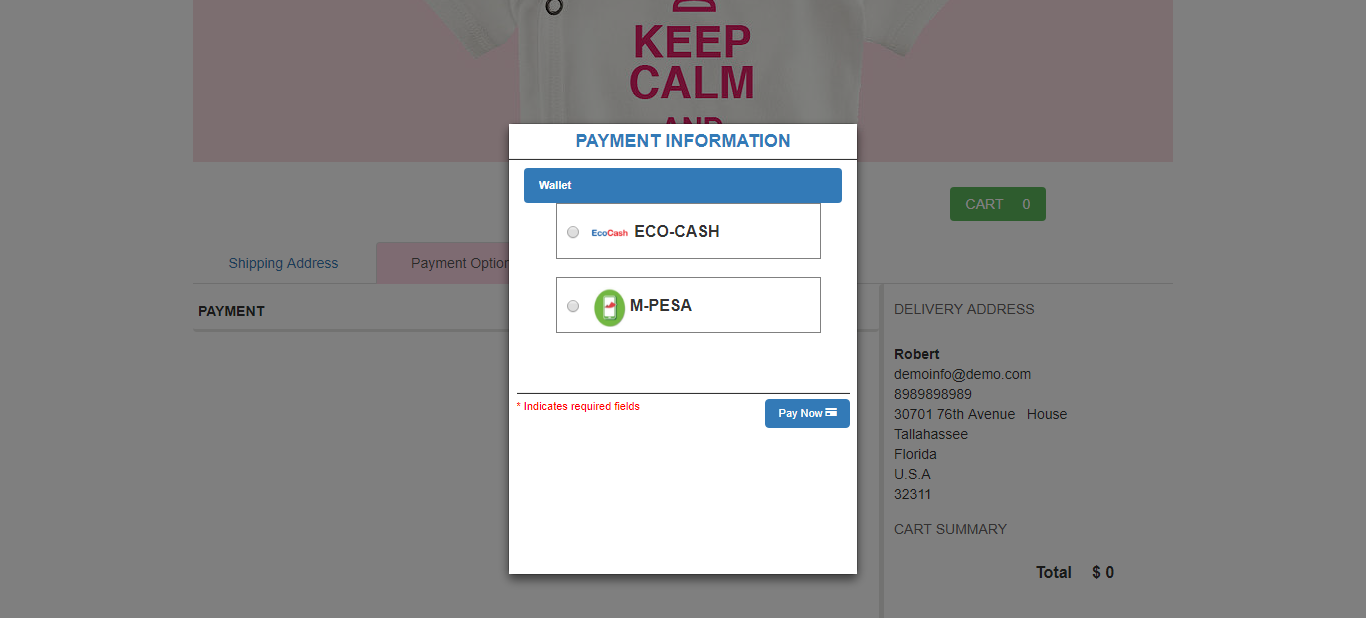 KEEP
CALM
AND
PAYMENT INFORMATION
Wallet
EcoCash ECO-CASH
M-PESA
* Indicates required fields
Pay Now
CART 0
Shipping Address
Payment Option
PAYMENT
DELIVERY ADDRESS
Robert
demoinfo@demo.com
8989898989
30701 76th Avenue House
Tallahassee
Florida
U.S.A
32311
CART SUMMARY
Total $ 0